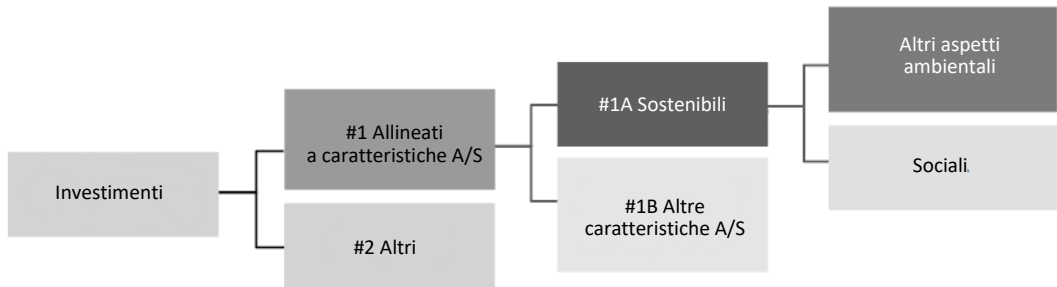 Investimenti
#1 Allineati
a caratteristiche A/S
#2 Altri
#1A Sostenibili
#1B Altre
caratteristiche A/S
Altri aspetti
ambientali
Sociali.